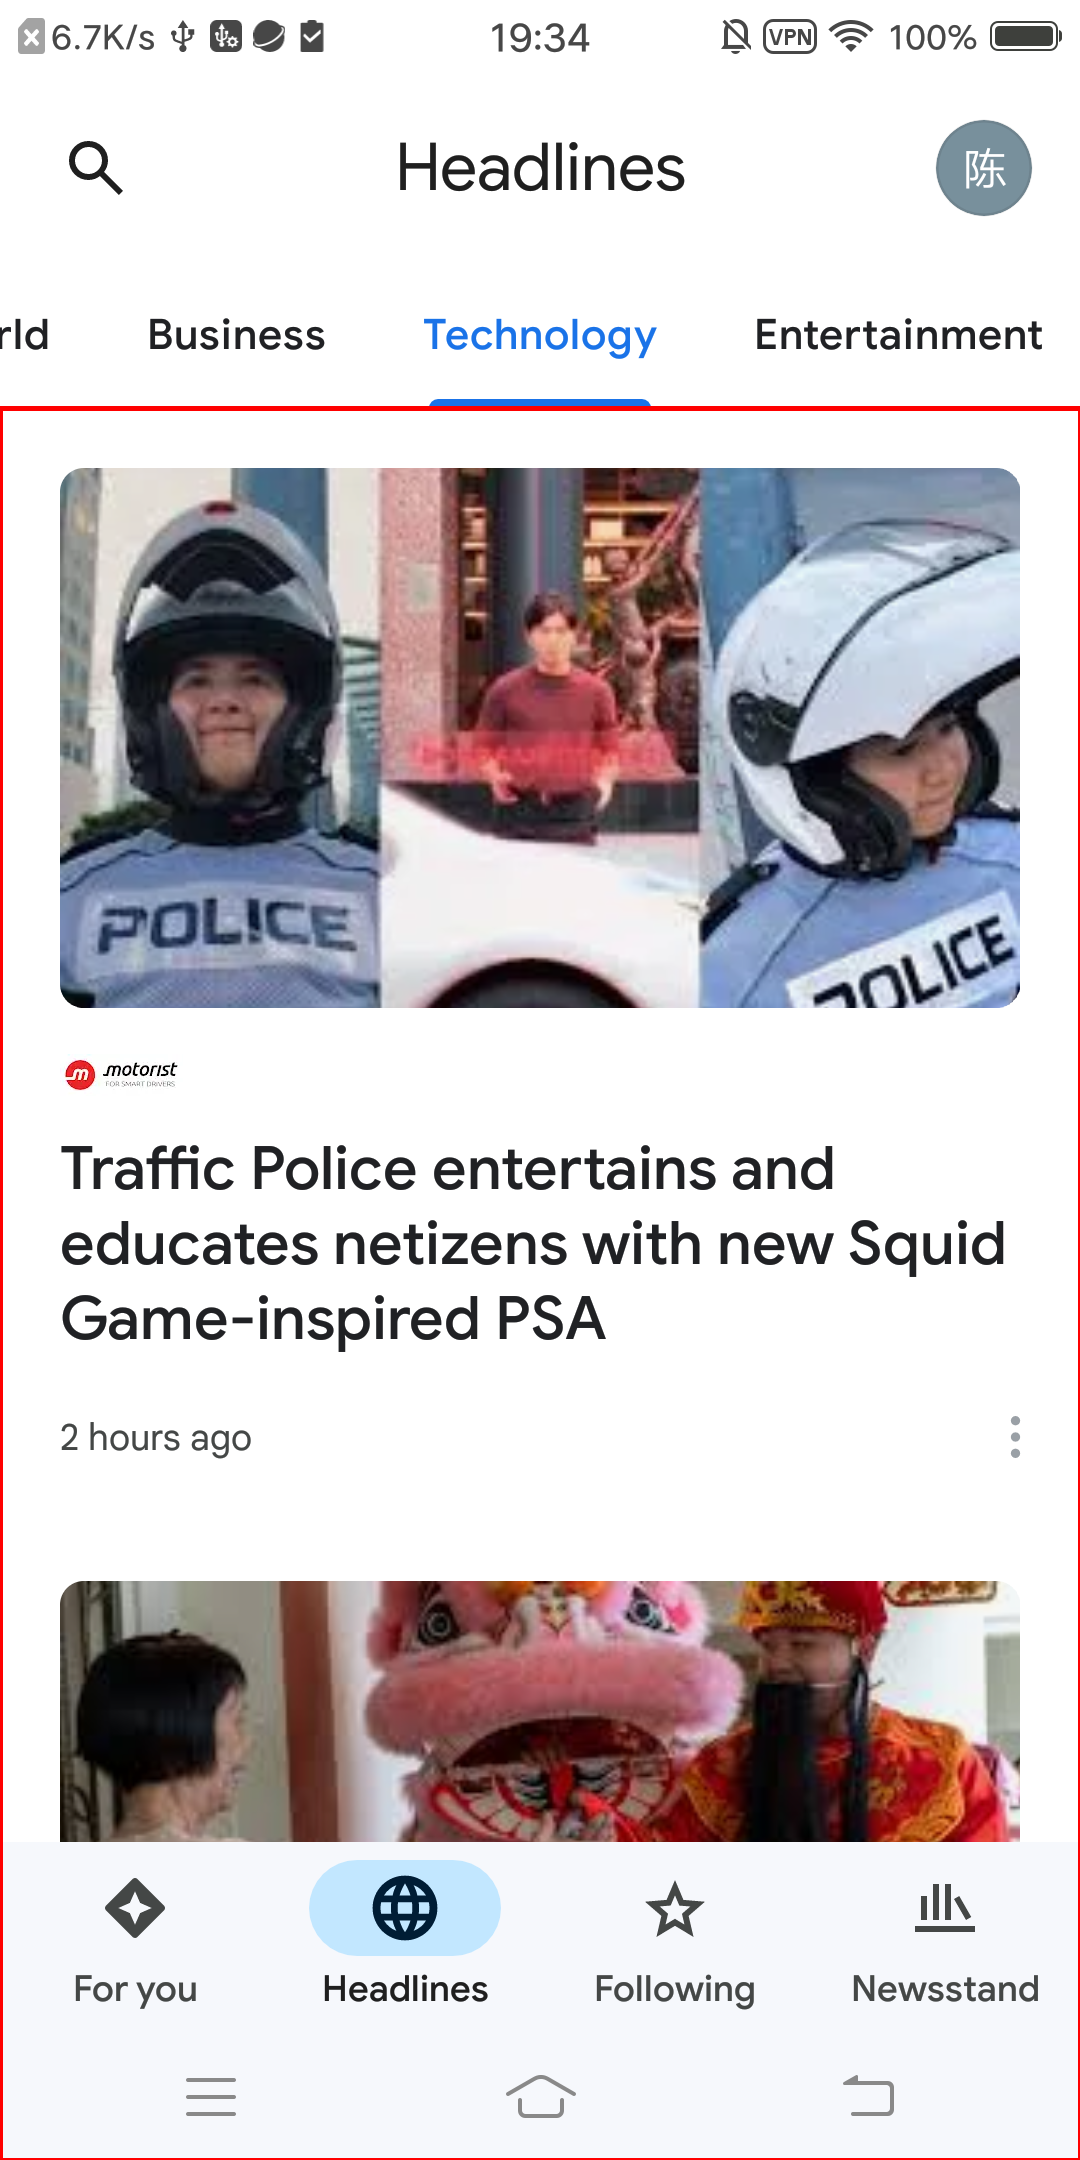 6.7K/s
19:34
VPN
100%
Headlines
陈
rld
Business
Technology
Entertainment
POLICE
POLICE
m motorist
FOR SMART DRIVERS
Traffic Police entertains and
educates netizens with new Squid
Game-inspired PSA
2 hours ago
For you
Headlines
Following
Newsstand